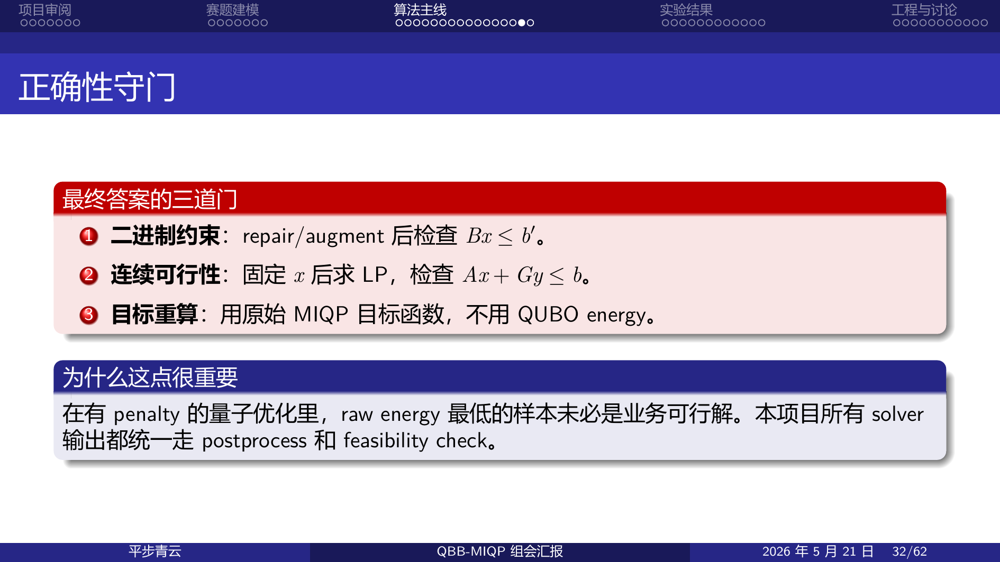 项目审阅 赛题建模 算法主线 实验结果 工程与讨论
正确性守门
最终答案的三道门
1 二进制约束：repair/augment 后检查 Bx ≤ b′。
2 连续可行性：固定 x 后求 LP，检查 Ax + Gy ≤ b。
3 目标重算：用原始 MIQP 目标函数，不用 QUBO energy。
为什么这点很重要
在有 penalty 的量子优化里，raw energy 最低的样本未必是业务可行解。本项目所有 solver
输出都统一走 postprocess 和 feasibility check。
平步青云 QBB-MIQP 组会汇报 2026 年 5 月 21 日 32/62